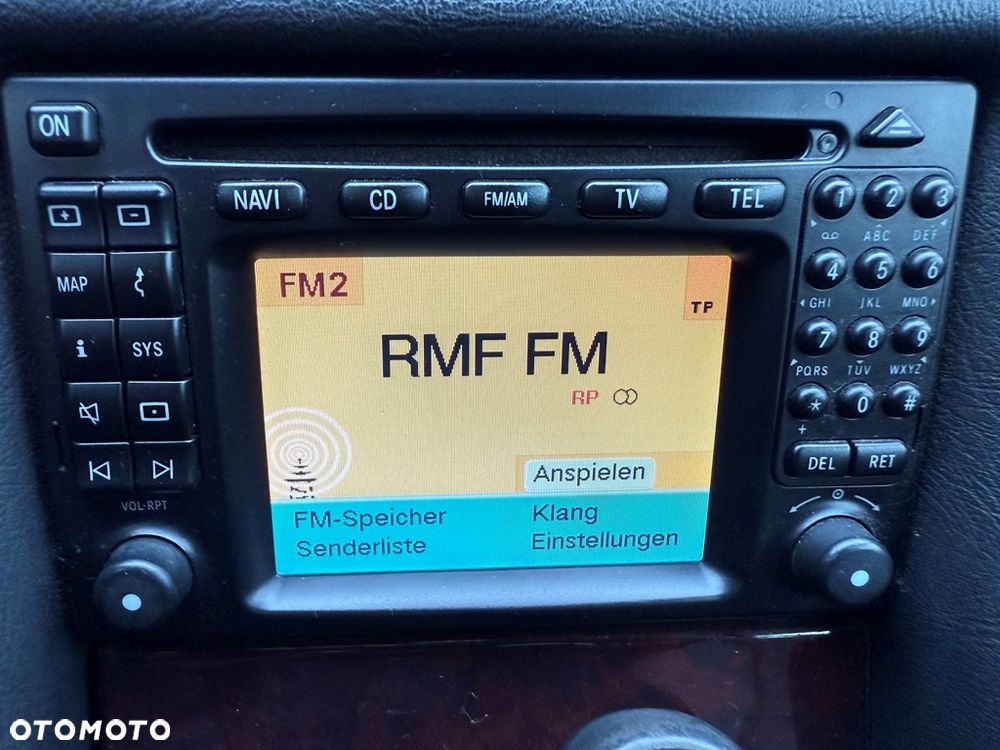 ON
NAVI CD FM/AM TV TEL
+ -
MAP
i SYS
VOL-RPT
FM2
TP
RMF FM
RP
Anspielen
FM-Speicher Klang
Senderliste Einstellungen
1 2 3
ABC DEF
4 5 6
GHI JKL MNO
7 8 9
PQRS TUV WXYZ
* 0 #
+
DEL RET
OTOMOTO